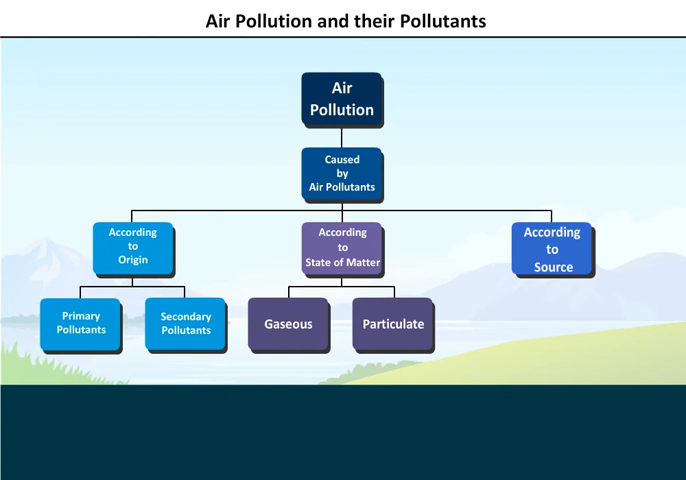 Air Pollution and their Pollutants
Air
Pollution
Caused
by
Air Pollutants
According
to
Origin
According
to
State of Matter
According
to
Source
Primary
Pollutants
Secondary
Pollutants
Gaseous
Particulate